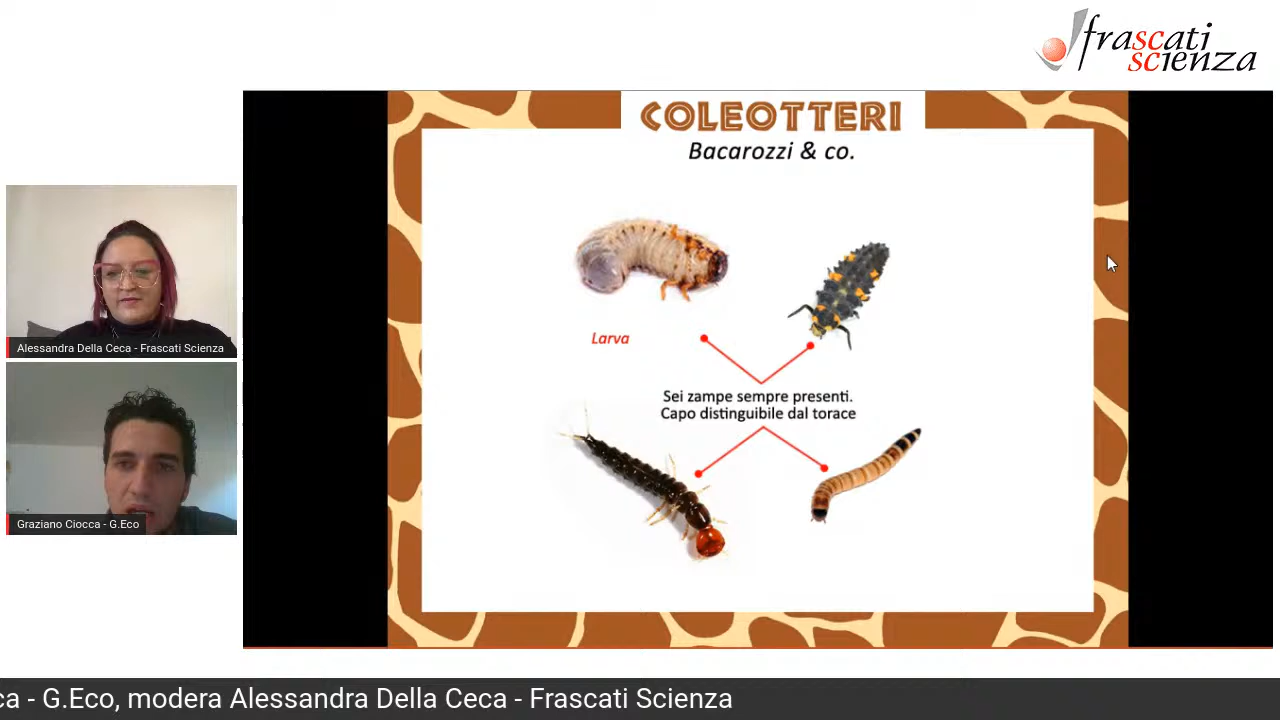 frascati
scienza
COLEOTTERI
Bacarozzi & co.
Larva
Sei zampe sempre presenti.
Capo distinguibile dal torace
Alessandra Della Ceca - Frascati Scienza
Graziano Ciocca - G.Eco
ca - G.Eco, modera Alessandra Della Ceca - Frascati Scienza